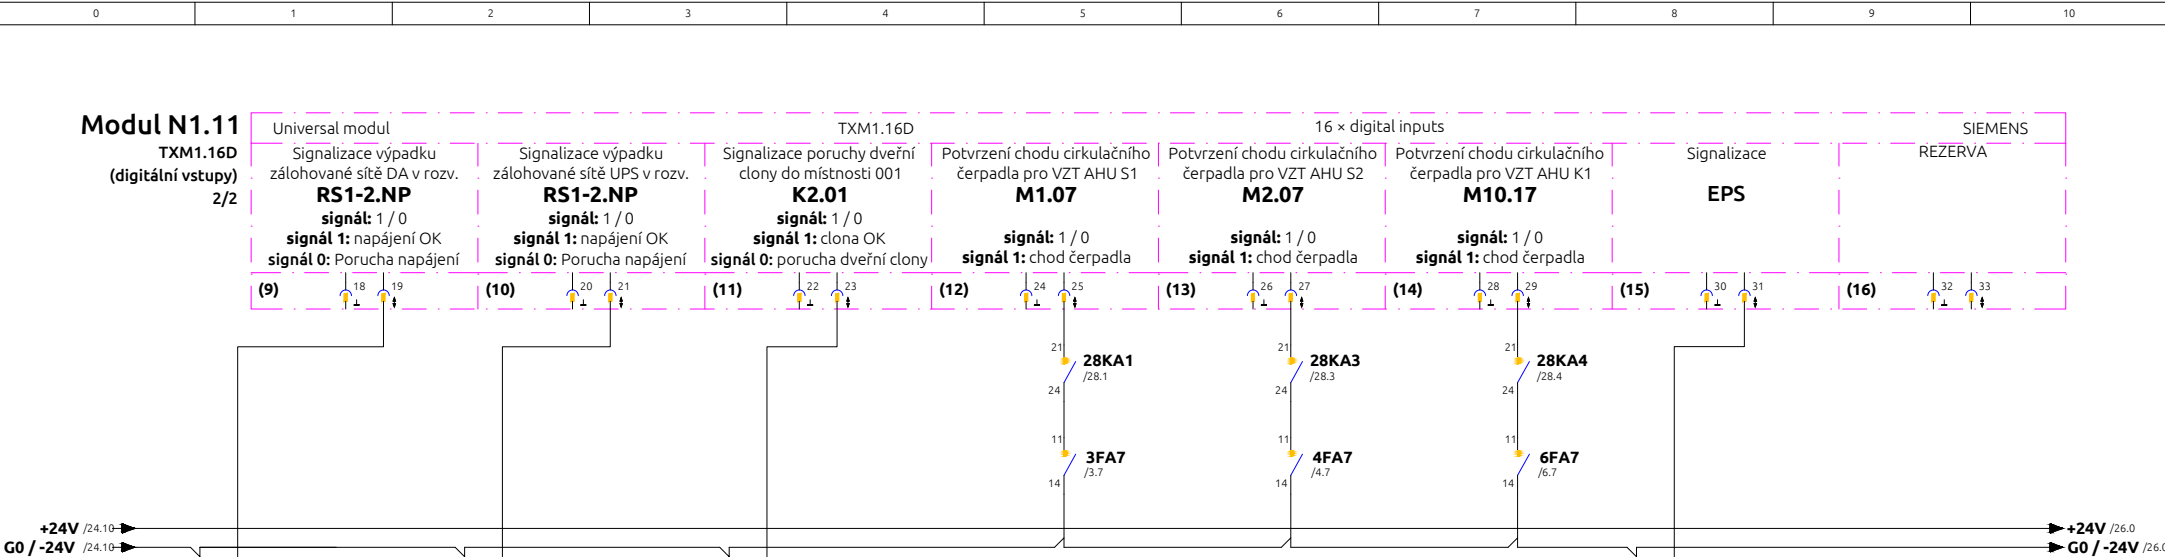 0 1 2 3 4 5 6 7 8 9 10
Modul N1.11
TXM1.16D
(digitální vstupy)
2/2
Universal modul TXM1.16D 16 × digital inputs SIEMENS
Signalizace výpadku
zálohované sítě DA v rozv.
RS1-2.NP
signál: 1 / 0
signál 1: napájení OK
signál 0: Porucha napájení
Signalizace výpadku
zálohované sítě UPS v rozv.
RS1-2.NP
signál: 1 / 0
signál 1: napájení OK
signál 0: Porucha napájení
Signalizace poruchy dveřní
clony do místnosti 001
K2.01
signál: 1 / 0
signál 1: clona OK
signál 0: porucha dveřní clony
Potvrzení chodu cirkulačního
čerpadla pro VZT AHU S1
M1.07
signál: 1 / 0
signál 1: chod čerpadla
Potvrzení chodu cirkulačního
čerpadla pro VZT AHU S2
M2.07
signál: 1 / 0
signál 1: chod čerpadla
Potvrzení chodu cirkulačního
čerpadla pro VZT AHU K1
M10.17
signál: 1 / 0
signál 1: chod čerpadla
Signalizace
EPS
REZERVA
(9) 18 19 (10) 20 21 (11) 22 23 (12) 24 25 (13) 26 27 (14) 28 29 (15) 30 31 (16) 32 33
21 28KA1 21 28KA3 21 28KA4
/28.1 /28.3 /28.4
24 24 24
11 3FA7 11 4FA7 11 6FA7
/3.7 /4.7 /6.7
14 14 14
+24V /24.10 +24V /26.0
G0 / -24V /24.10 G0 / -24V /26.0